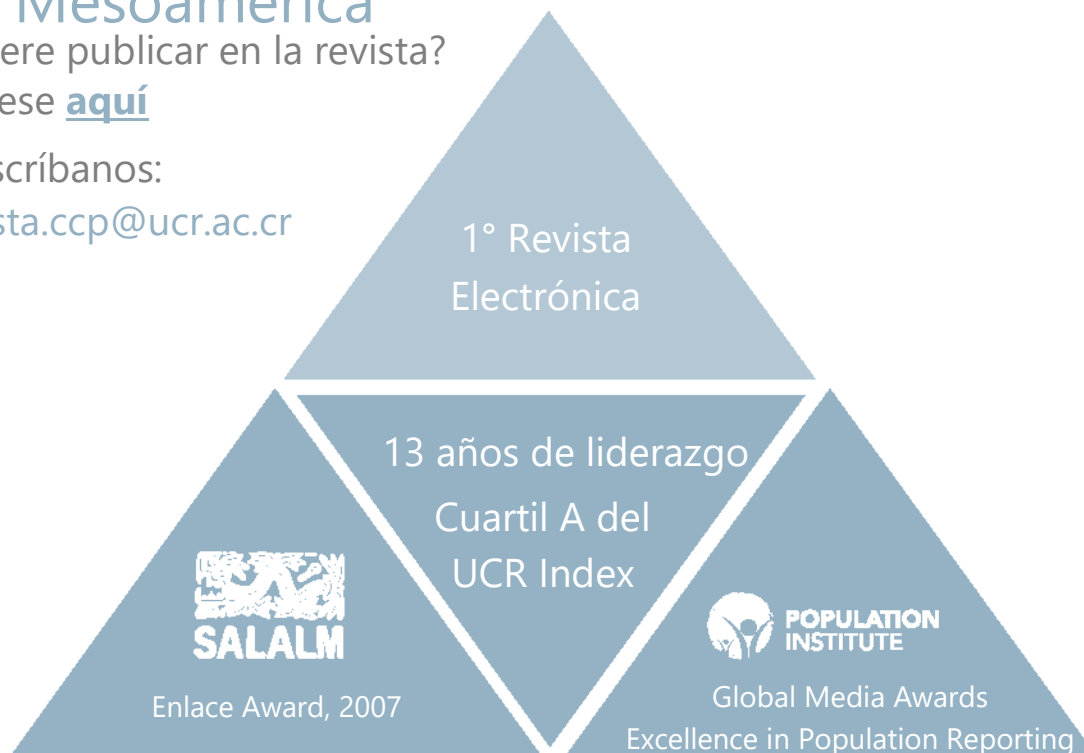 Mesoamérica
ere publicar en la revista?
ese aquí
scríbanos:
sta.ccp@ucr.ac.cr
1° Revista
Electrónica
13 años de liderazgo
Cuartil A del
UCR Index
SALALM
Enlace Award, 2007
POPULATION
INSTITUTE
Global Media Awards
Excellence in Population Reporting